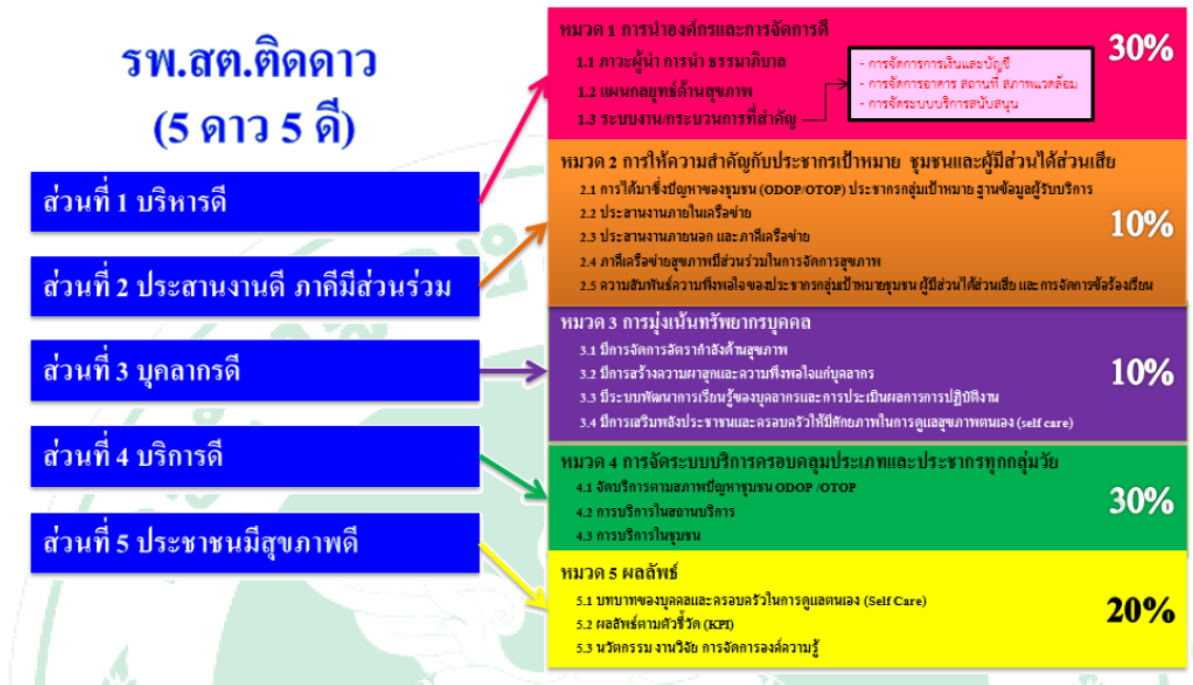 รพ.สต.ติดดาว
(5 ดาว 5 ดี)
ส่วนที่ 1 บริหารดี
ส่วนที่ 2 ประสานงานดี ภาคีมีส่วนร่วม
ส่วนที่ 3 บุคลากรดี
ส่วนที่ 4 บริการดี
ส่วนที่ 5 ประชาชนมีสุขภาพดี
หมวด 1 การนำองค์กรและการจัดการดี
30%
1.1 ภาวะผู้นำ การนำ ธรรมาภิบาล
1.2 แผนกลยุทธ์ด้านสุขภาพ
1.3 ระบบงาน/กระบวนการที่สำคัญ
- การจัดการการเงินและบัญชี
- การจัดการอาคาร สถานที่ สภาพแวดล้อม
- การจัดระบบบริการสนับสนุน
หมวด 2 การให้ความสำคัญกับประชากรเป้าหมาย ชุมชนและผู้มีส่วนได้ส่วนเสีย
2.1 การได้มาซึ่งปัญหาของชุมชน (ODOP/OTOP) ประชากรกลุ่มเป้าหมาย ฐานข้อมูลผู้รับบริการ
2.2 ประสานงานภายในเครือข่าย
2.3 ประสานงานภายนอก และภาคีเครือข่าย
2.4 ภาคีเครือข่ายสุขภาพมีส่วนร่วมในการจัดการสุขภาพ
2.5 ความสัมพันธ์ความพึงพอใจของประชากรกลุ่มเป้าหมายชุมชน ผู้มีส่วนได้ส่วนเสีย และการจัดการข้อร้องเรียน
10%
หมวด 3 การมุ่งเน้นทรัพยากรบุคคล
3.1 มีการจัดการอัตรากำลังด้านสุขภาพ
3.2 มีการสร้างความผาสุกและความพึงพอใจแก่บุคลากร
3.3 มีระบบพัฒนาการเรียนรู้ของบุคลากรและการประเมินผลการการปฏิบัติงาน
3.4 มีการเสริมพลังประชาชนและครอบครัวให้มีศักยภาพในการดูแลสุขภาพตนเอง (self care)
10%
หมวด 4 การจัดระบบบริการครอบคลุมประเภทและประชากรทุกกลุ่มวัย
4.1 จัดบริการตามสภาพปัญหาชุมชน ODOP /OTOP
4.2 การบริการในสถานบริการ
4.3 การบริการในชุมชน
30%
หมวด 5 ผลลัพธ์
5.1 บทบาทของบุคคลและครอบครัวในการดูแลตนเอง (Self Care)
5.2 ผลลัพธ์ตามตัวชี้วัด (KPI)
5.3 นวัตกรรม งานวิจัย การจัดการองค์ความรู้
20%